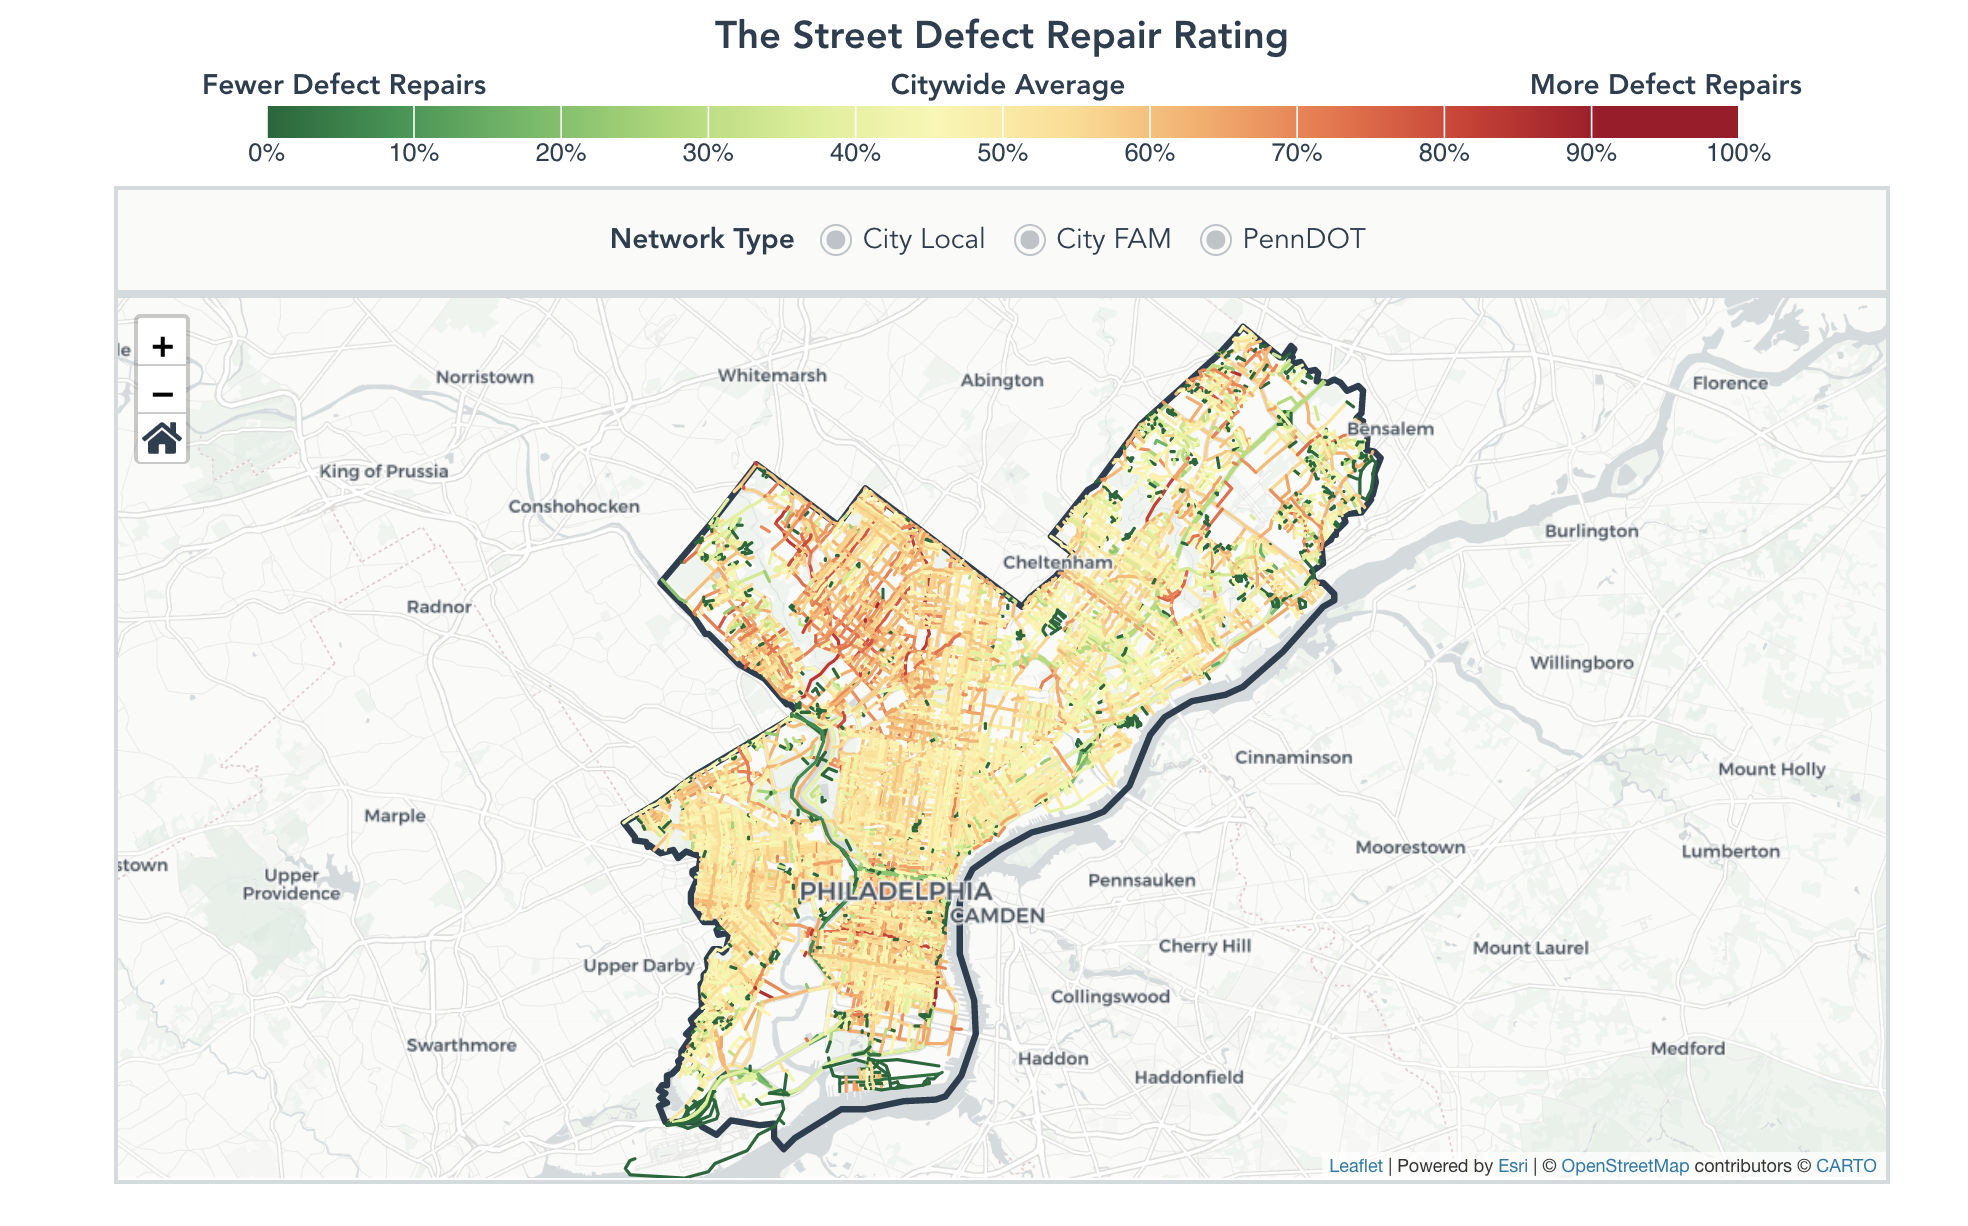 The Street Defect Repair Rating
Fewer Defect Repairs
Citywide Average
More Defect Repairs
0%
10%
20%
30%
40%
50%
60%
70%
80%
90%
100%
Network Type
City Local
City FAM
PennDOT
+
−
le
Norristown
Whitemarsh
Abington
Florence
Bensalem
King of Prussia
Conshohocken
Burlington
Cheltenham
Radnor
Willingboro
Cinnaminson
Mount Holly
Marple
Moorestown
Lumberton
stown
Upper
Providence
PHILADELPHIA
Pennsauken
CAMDEN
Cherry Hill
Mount Laurel
Upper Darby
Collingswood
Swarthmore
Haddon
Medford
Haddonfield
Leaflet | Powered by Esri | © OpenStreetMap contributors © CARTO